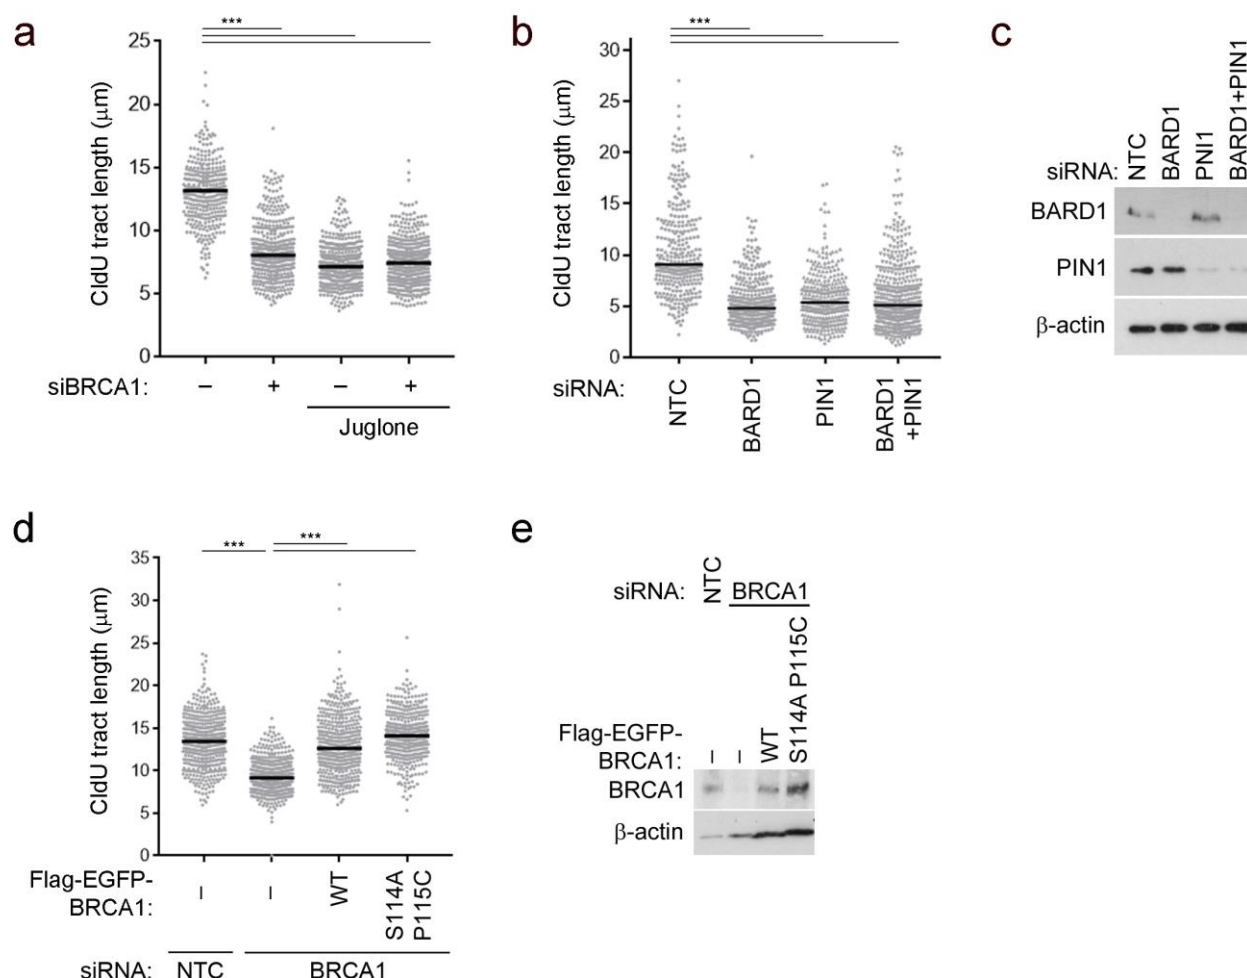 a
***
CldU tract length (μm)
25
20
15
10
5
0
siBRCA1: – + – +
Juglone
b
***
CldU tract length (μm)
30
25
20
15
10
5
0
siRNA: NTC BARD1 PIN1 BARD1
+PIN1
c
siRNA: NTC BARD1 PNI1 BARD1+PIN1
BARD1
PIN1
β-actin
d
*** ***
CldU tract length (μm)
35
30
25
20
15
10
5
0
Flag-EGFP-
BRCA1: – – WT S114A
P115C
siRNA: NTC BRCA1
e
siRNA: NTC BRCA1
Flag-EGFP-
BRCA1: – – WT S114A P115C
BRCA1
β-actin